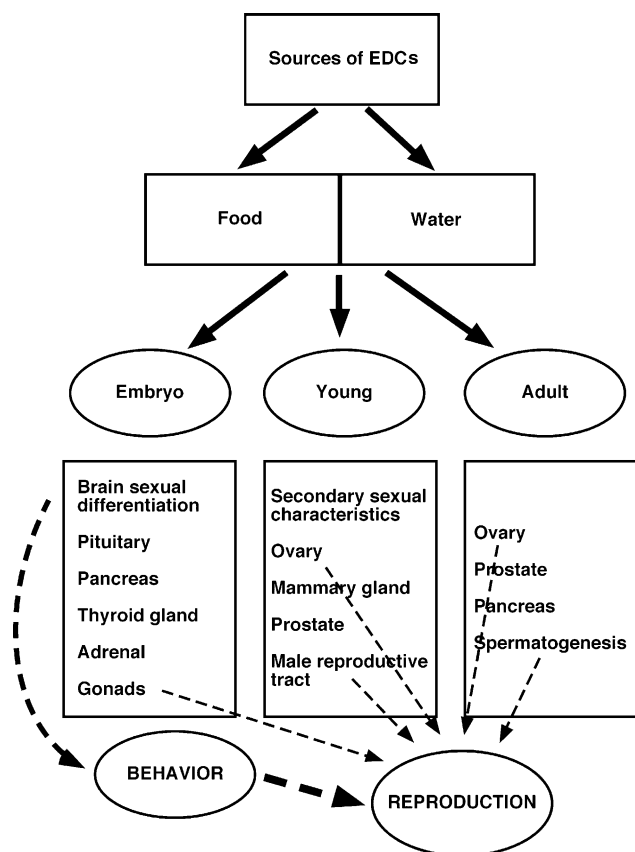 Sources of EDCs
Food
Water
Embryo
Young
Adult
Brain sexual
differentiation
Pituitary
Pancreas
Thyroid gland
Adrenal
Gonads
Secondary sexual
characteristics
Ovary
Mammary gland
Prostate
Male reproductive
tract
Ovary
Prostate
Pancreas
Spermatogenesis
BEHAVIOR
REPRODUCTION